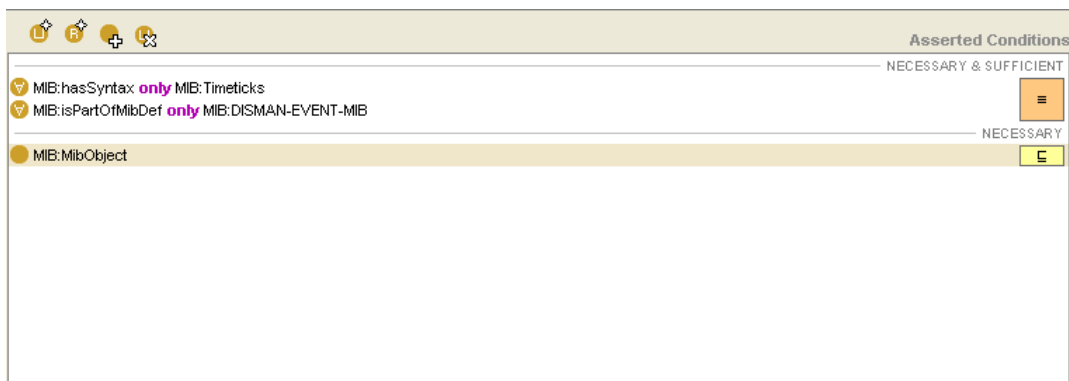 Asserted Conditions
NECESSARY & SUFFICIENT
∀ MIB:hasSyntax only MIB:Timeticks
≡
∀ MIB:isPartOfMibDef only MIB:DISMAN-EVENT-MIB
NECESSARY
MIB:MibObject
⊑